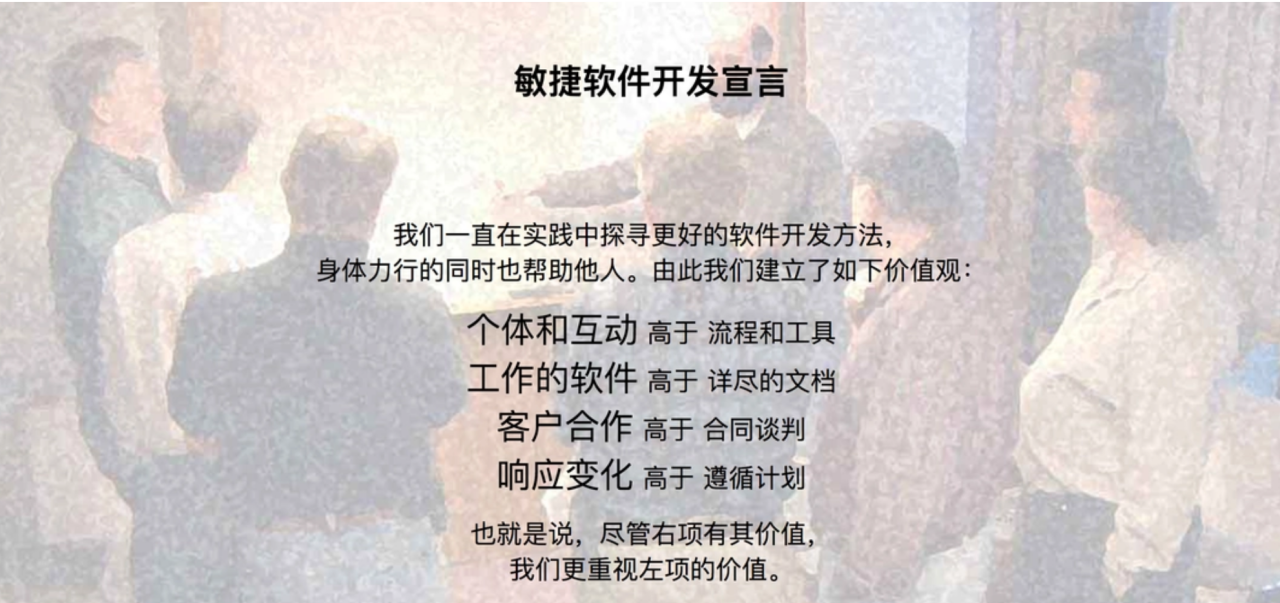 敏捷软件开发宣言
我们一直在实践中探寻更好的软件开发方法，
身体力行的同时也帮助他人。由此我们建立了如下价值观：
个体和互动 高于 流程和工具
工作的软件 高于 详尽的文档
客户合作 高于 合同谈判
响应变化 高于 遵循计划
也就是说，尽管右项有其价值，
我们更重视左项的价值。